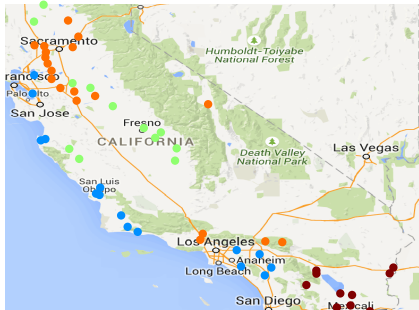 Sacramento
Humboldt-Toiyabe
National Forest
rancisco
Palo Alto
San Jose
Fresno
CALIFORNIA
Death Valley
National Park
Las Vegas
San Luis
Obispo
Los Angeles
Anaheim
Long Beach
San Diego
Mexicali